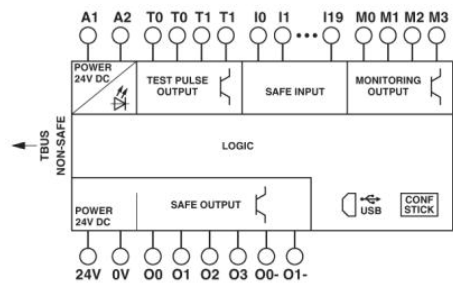 A1 A2 T0 T0 T1 T1 I0 I1 ••• I19 M0 M1 M2 M3
POWER
24V DC
TEST PULSE
OUTPUT
SAFE INPUT
MONITORING
OUTPUT
TBUS
NON-SAFE
LOGIC
POWER
24V DC
SAFE OUTPUT
USB
CONF
STICK
24V 0V O0 O1 O2 O3 O0- O1-